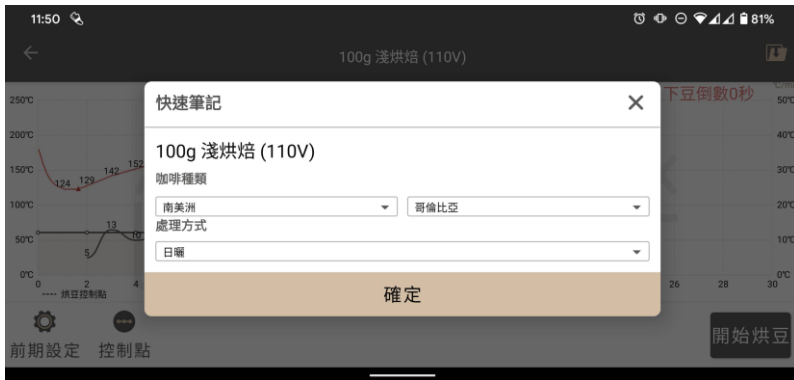 11:50 81%
100g 淺烘焙 (110V)
快速筆記
下豆倒數0秒
250℃ 50℃
200℃ 40℃
100g 淺烘焙 (110V)
150℃ 124 129 142 152 30℃
咖啡種類
100℃ 南美洲 哥倫比亞 20℃
處理方式
13
50℃ 5 10 10℃
日曬
0℃ 0℃
0 2 4 26 28 30
烘豆控制點
確定
前期設定 控制點 開始烘豆